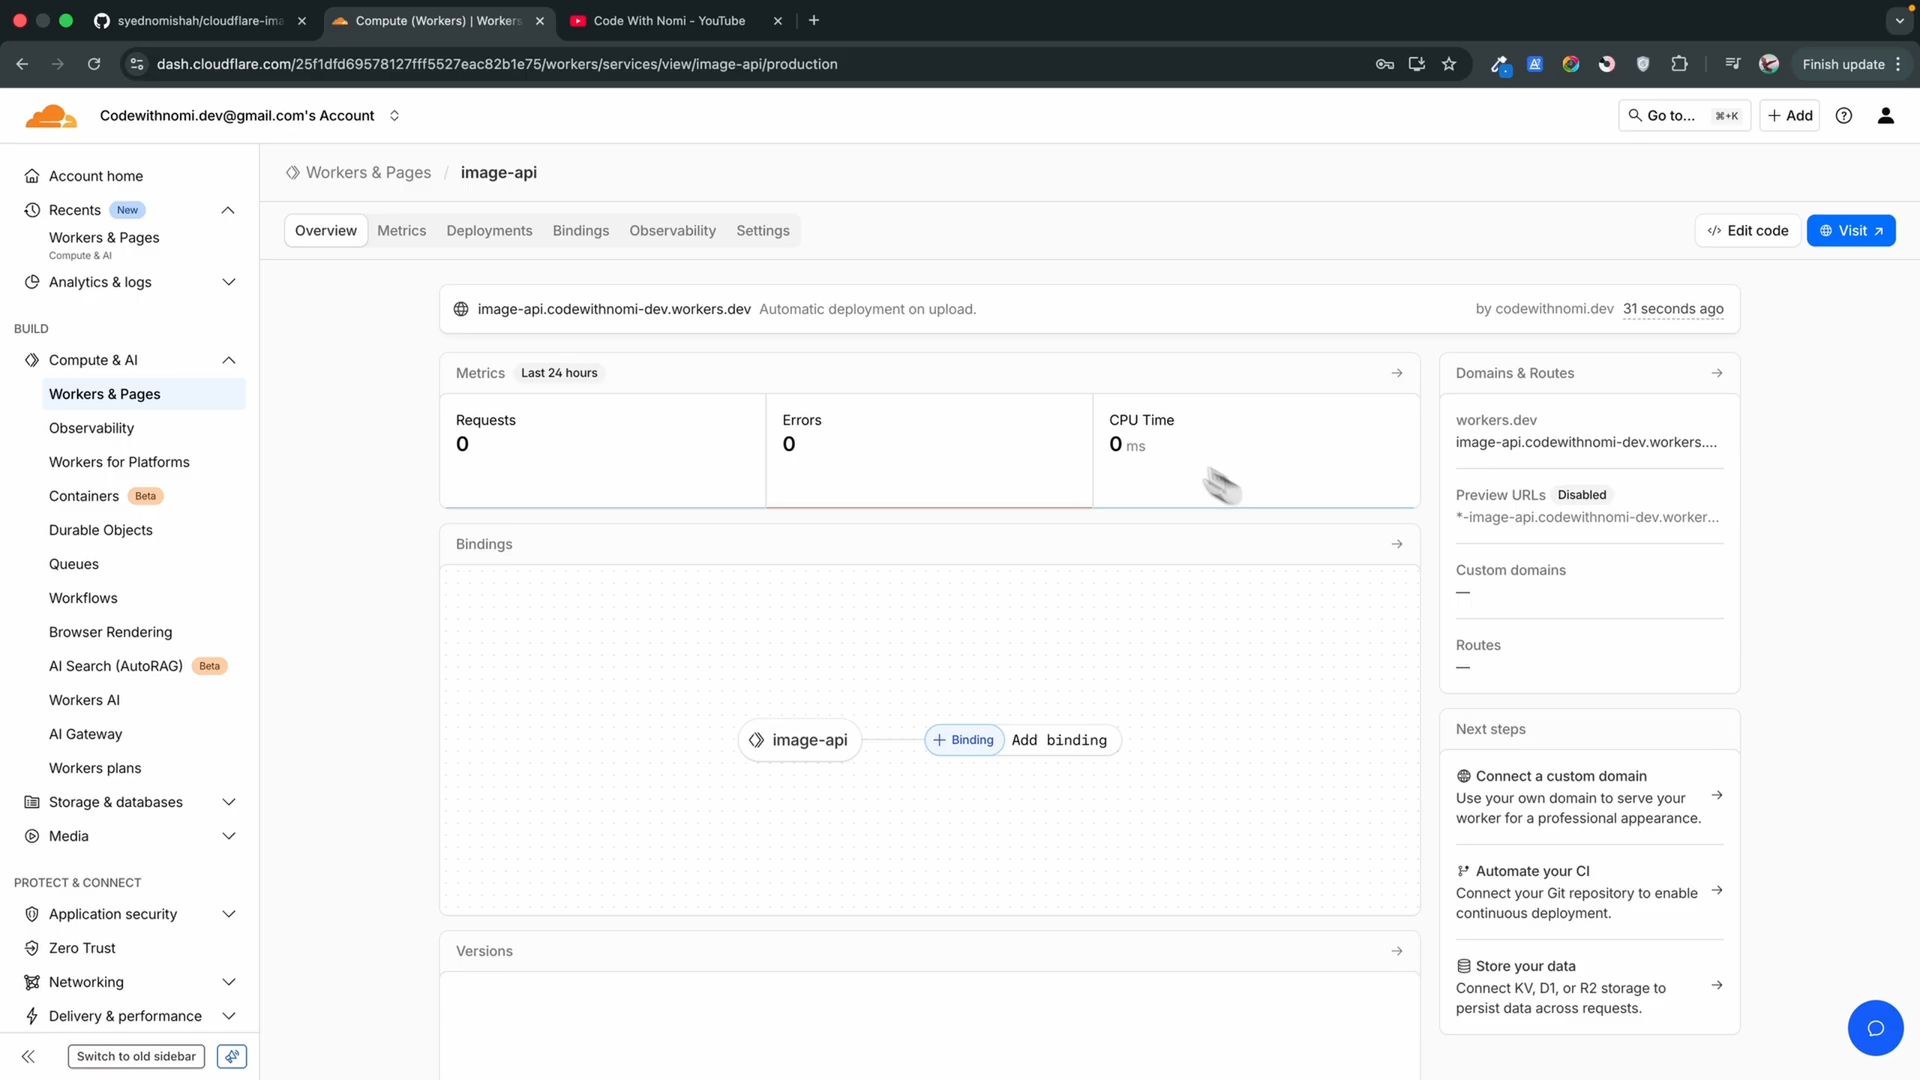 syednomishah/cloudflare-ima
Compute (Workers) | Workers
Code With Nomi - YouTube
dash.cloudflare.com/25f1dfd69578127fff5527eac82b1e75/workers/services/view/image-api/production
Finish update
Codewithnomi.dev@gmail.com's Account
Go to... ⌘+K
+ Add
Account home
Recents New
Workers & Pages
Compute & AI
Analytics & logs
BUILD
Compute & AI
Workers & Pages
Observability
Workers for Platforms
Containers Beta
Durable Objects
Queues
Workflows
Browser Rendering
AI Search (AutoRAG) Beta
Workers AI
AI Gateway
Workers plans
Storage & databases
Media
PROTECT & CONNECT
Application security
Zero Trust
Networking
Delivery & performance
Switch to old sidebar
Workers & Pages / image-api
Overview Metrics Deployments Bindings Observability Settings
</> Edit code
Visit
image-api.codewithnomi-dev.workers.dev Automatic deployment on upload.
by codewithnomi.dev 31 seconds ago
Metrics Last 24 hours
Requests
0
Errors
0
CPU Time
0 ms
Bindings
image-api
+ Binding Add binding
Versions
Domains & Routes
workers.dev
image-api.codewithnomi-dev.workers....
Preview URLs Disabled
*-image-api.codewithnomi-dev.worker...
Custom domains
—
Routes
—
Next steps
Connect a custom domain
Use your own domain to serve your
worker for a professional appearance.
Automate your CI
Connect your Git repository to enable
continuous deployment.
Store your data
Connect KV, D1, or R2 storage to
persist data across requests.